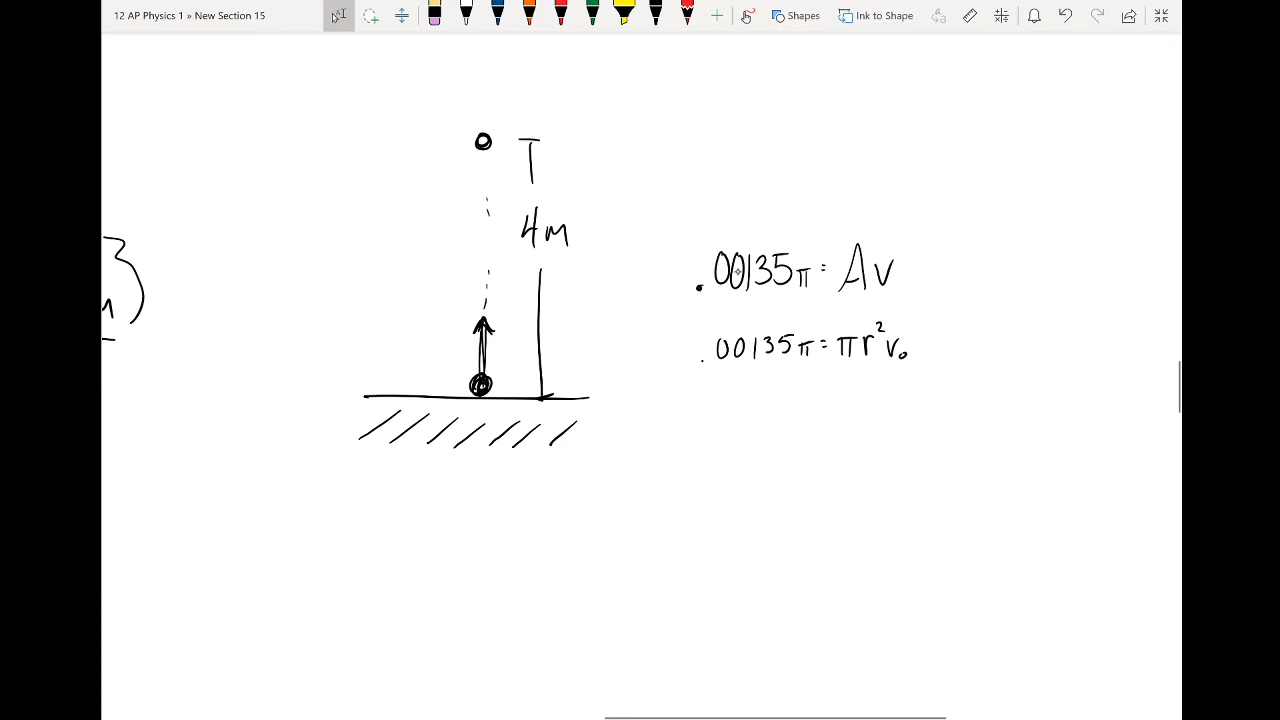 12 AP Physics 1 » New Section 15
Shapes
Ink to Shape
4m
.00135π = Av
.00135π = πr²v₀